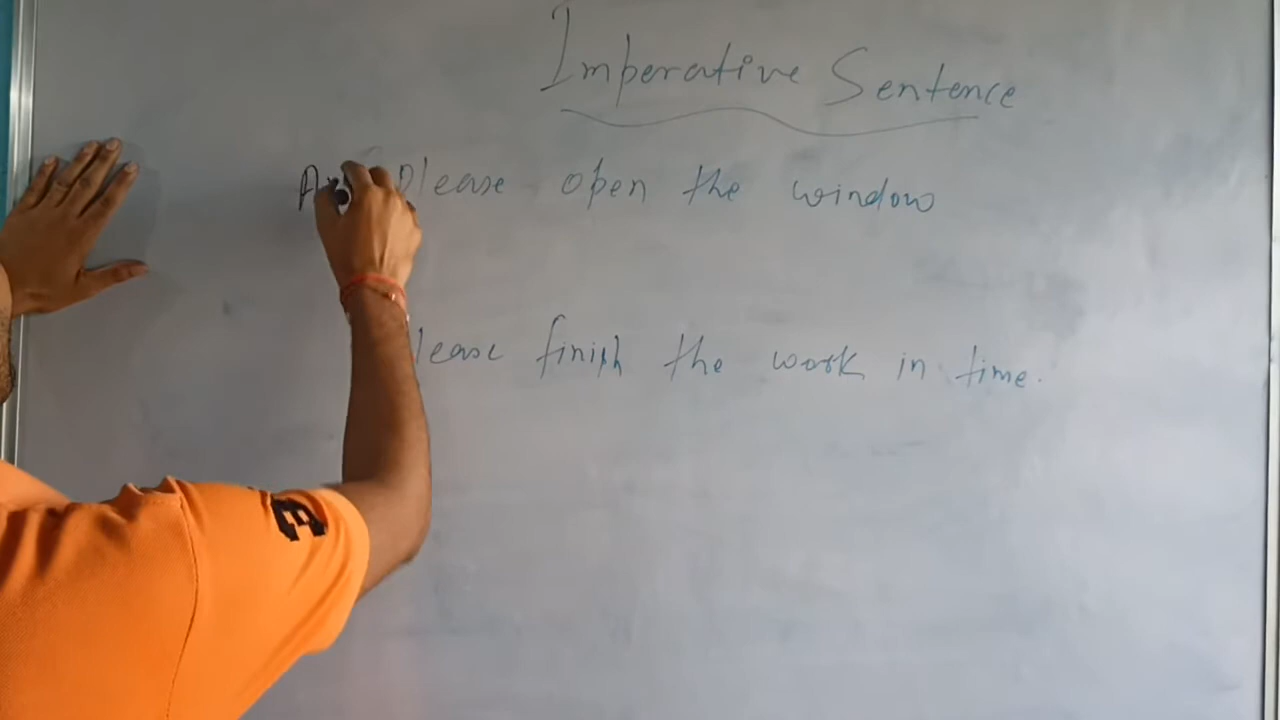 Imperative Sentence
Please open the window
lease finish the work in time.